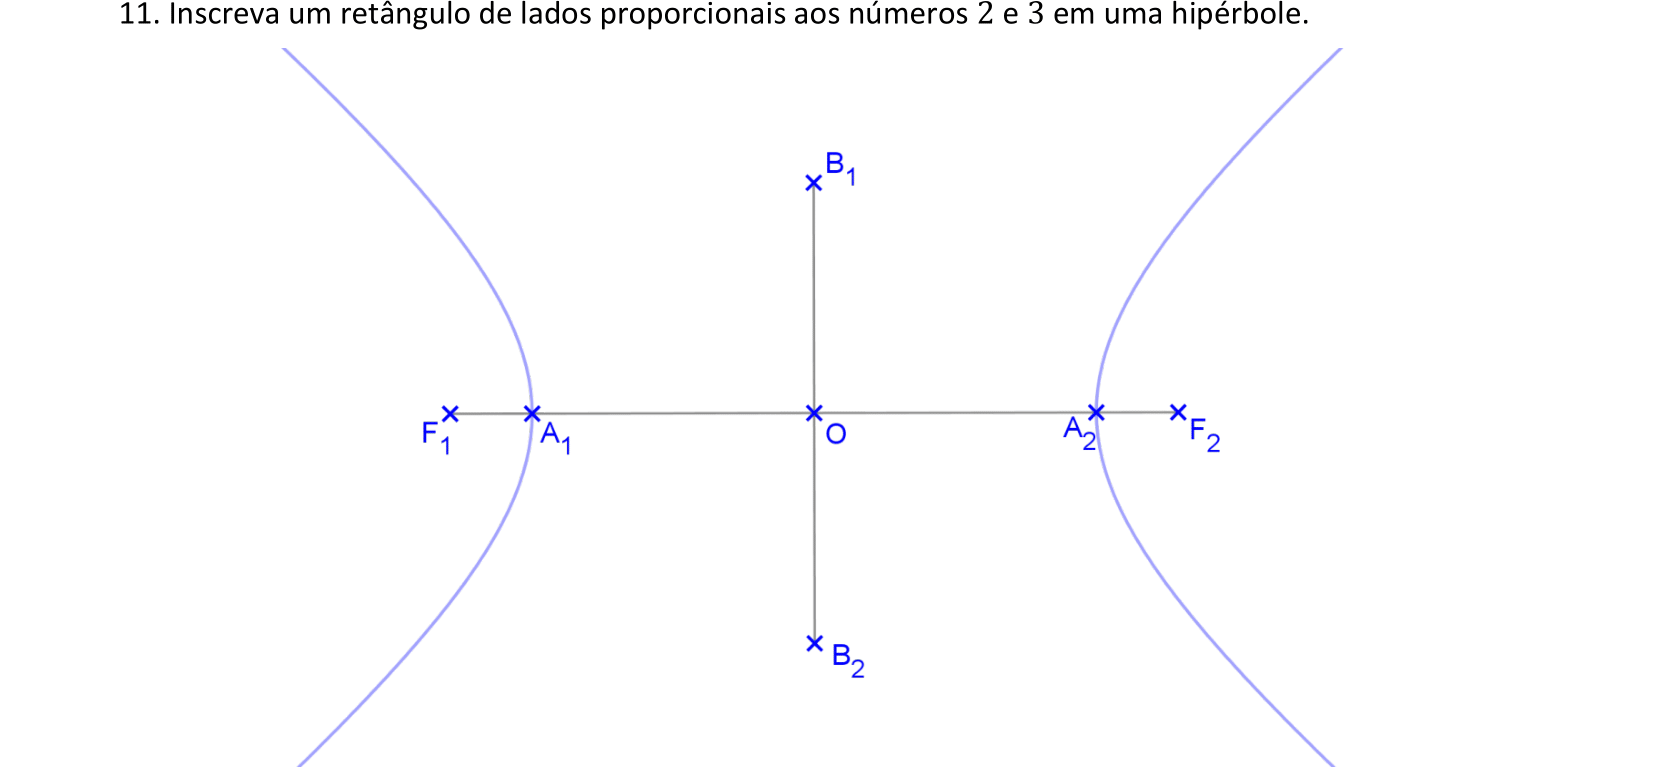 11. Inscreva um retângulo de lados proporcionais aos números 2 e 3 em uma hipérbole.
B₁
F₁ A₁ O A₂ F₂
B₂